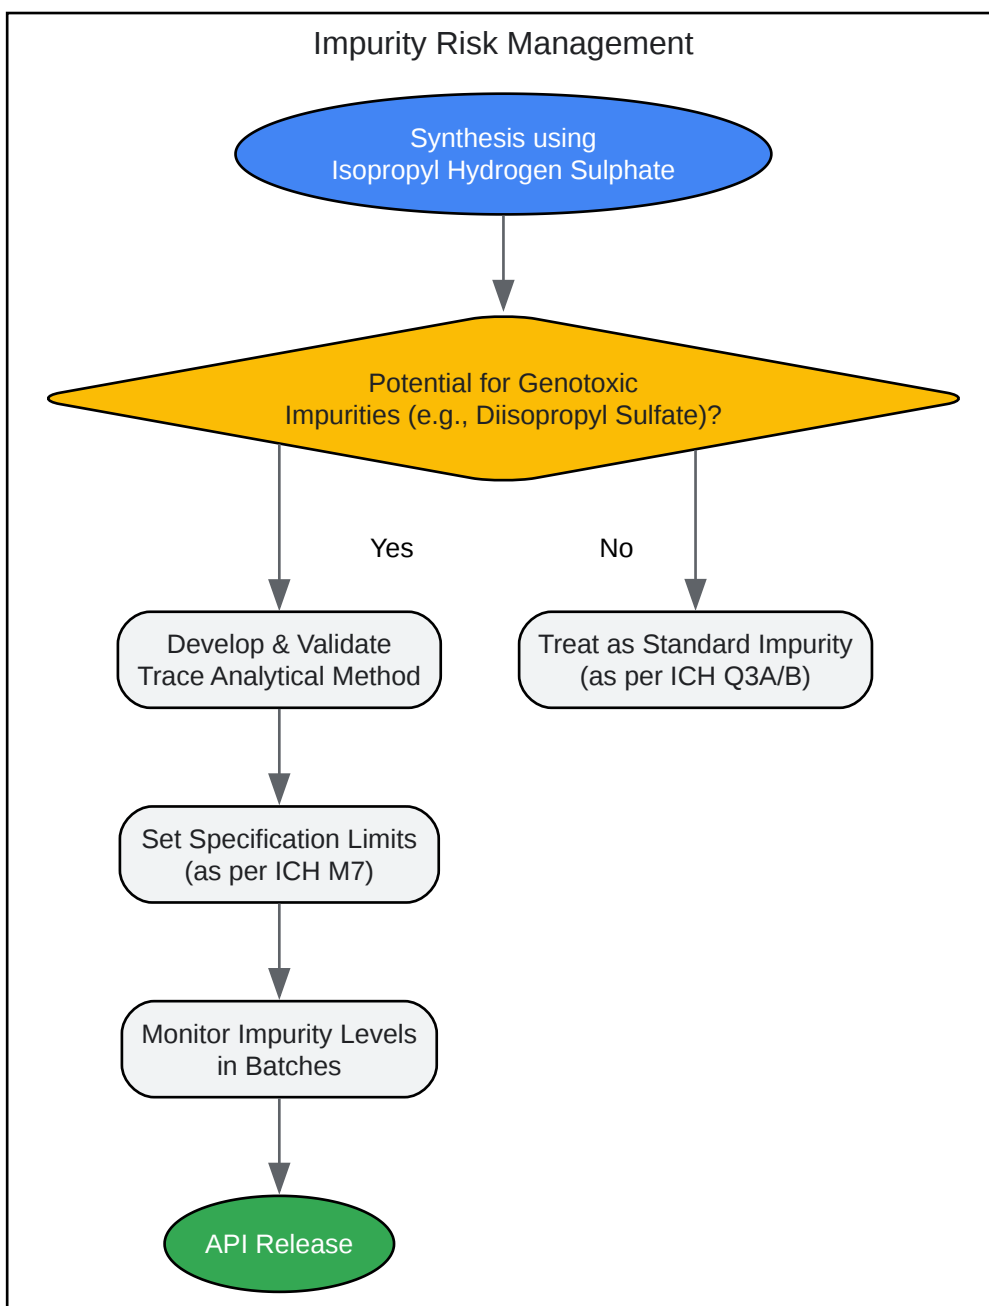 Impurity Risk Management
Synthesis using
Isopropyl Hydrogen Sulphate
Potential for Genotoxic
Impurities (e.g., Diisopropyl Sulfate)?
Yes
No
Develop & Validate
Trace Analytical Method
Treat as Standard Impurity
(as per ICH Q3A/B)
Set Specification Limits
(as per ICH M7)
Monitor Impurity Levels
in Batches
API Release